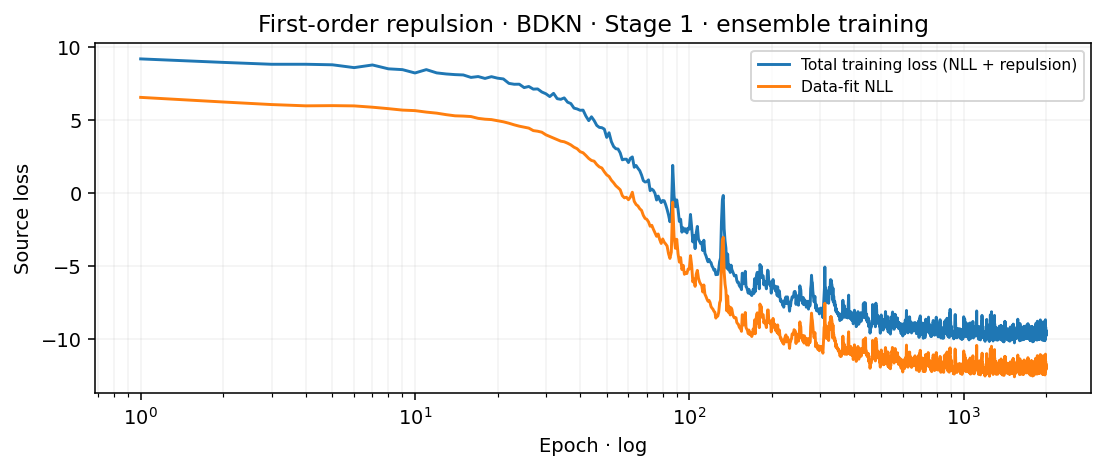 First-order repulsion · BDKN · Stage 1 · ensemble training
Total training loss (NLL + repulsion)
Data-fit NLL
Source loss
10
5
0
−5
−10
10⁰
10¹
10²
10³
Epoch · log